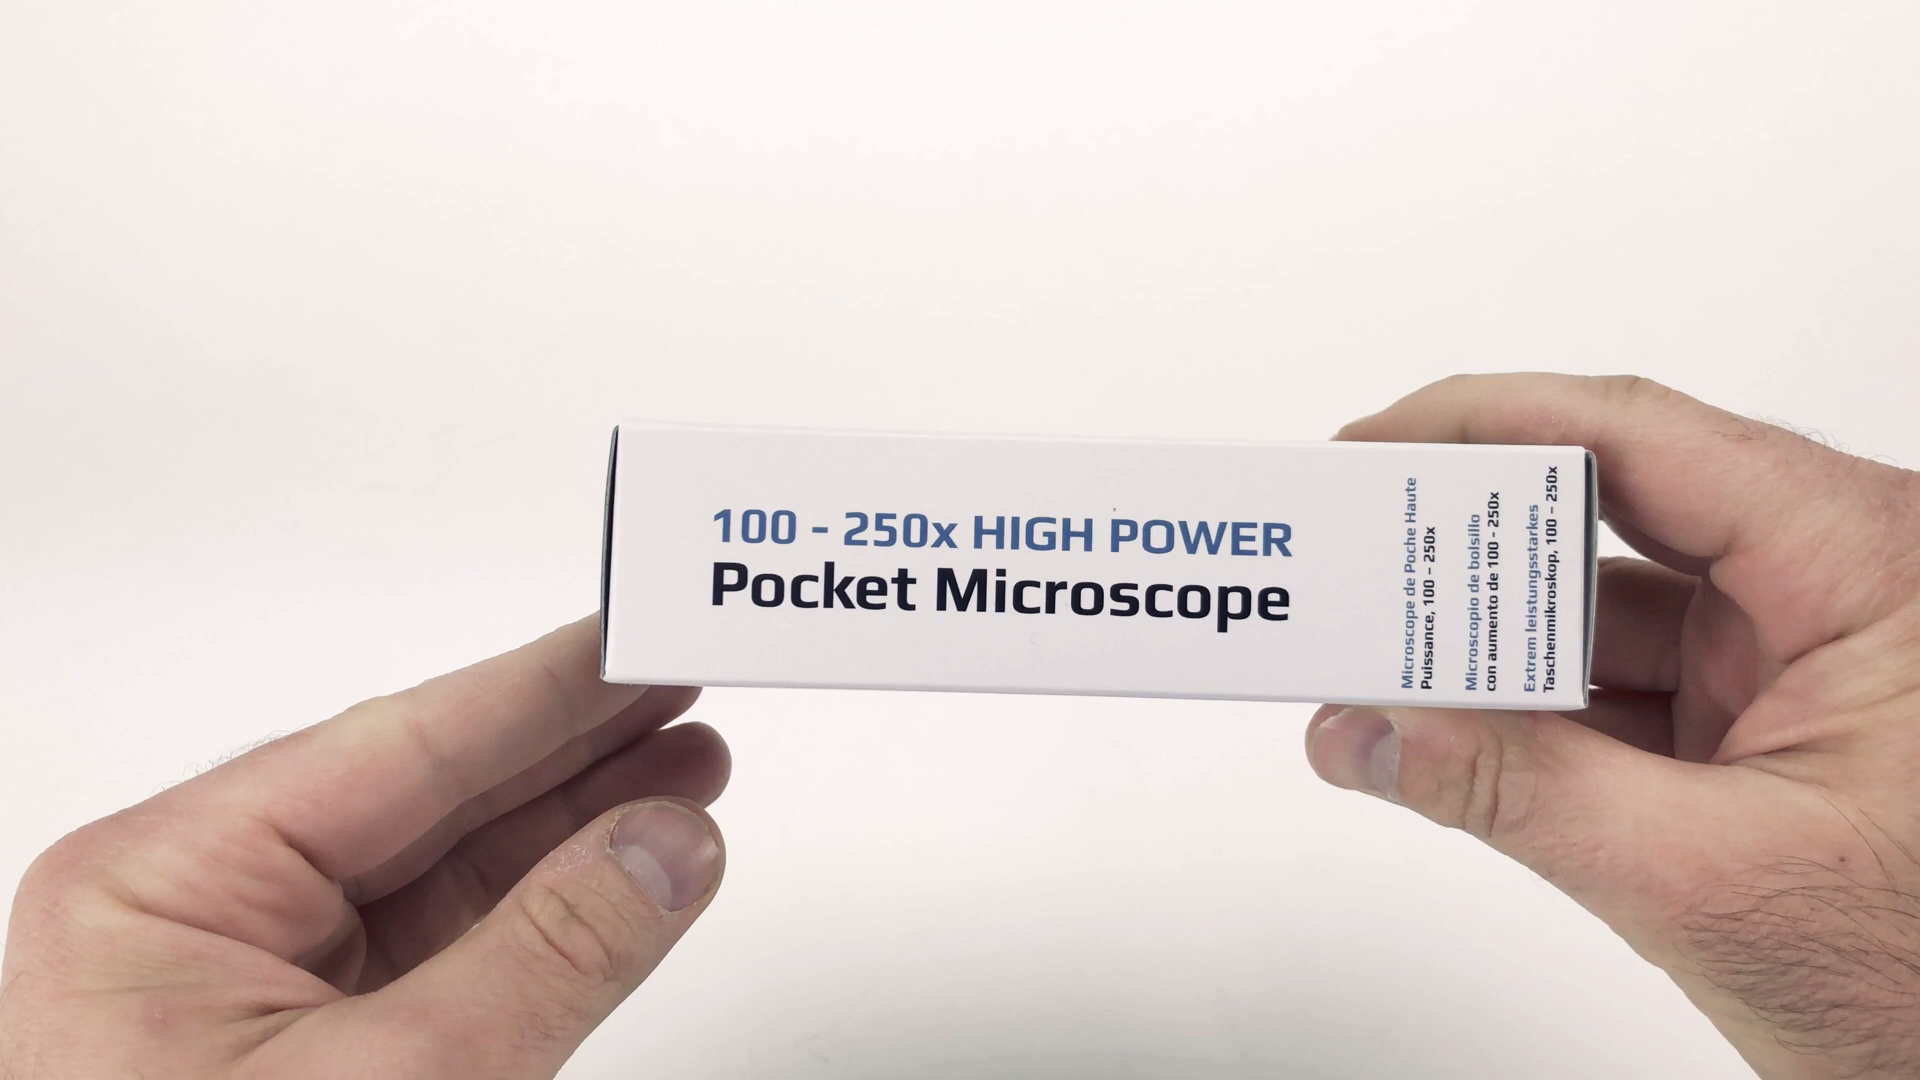 100 - 250x HIGH POWER
Pocket Microscope
Microscope de Poche Haute
Puissance, 100 – 250x
Microscopio de bolsillo
con aumento de 100 - 250x
Extrem leistungsstarkes
Taschenmikroskop, 100 – 250x